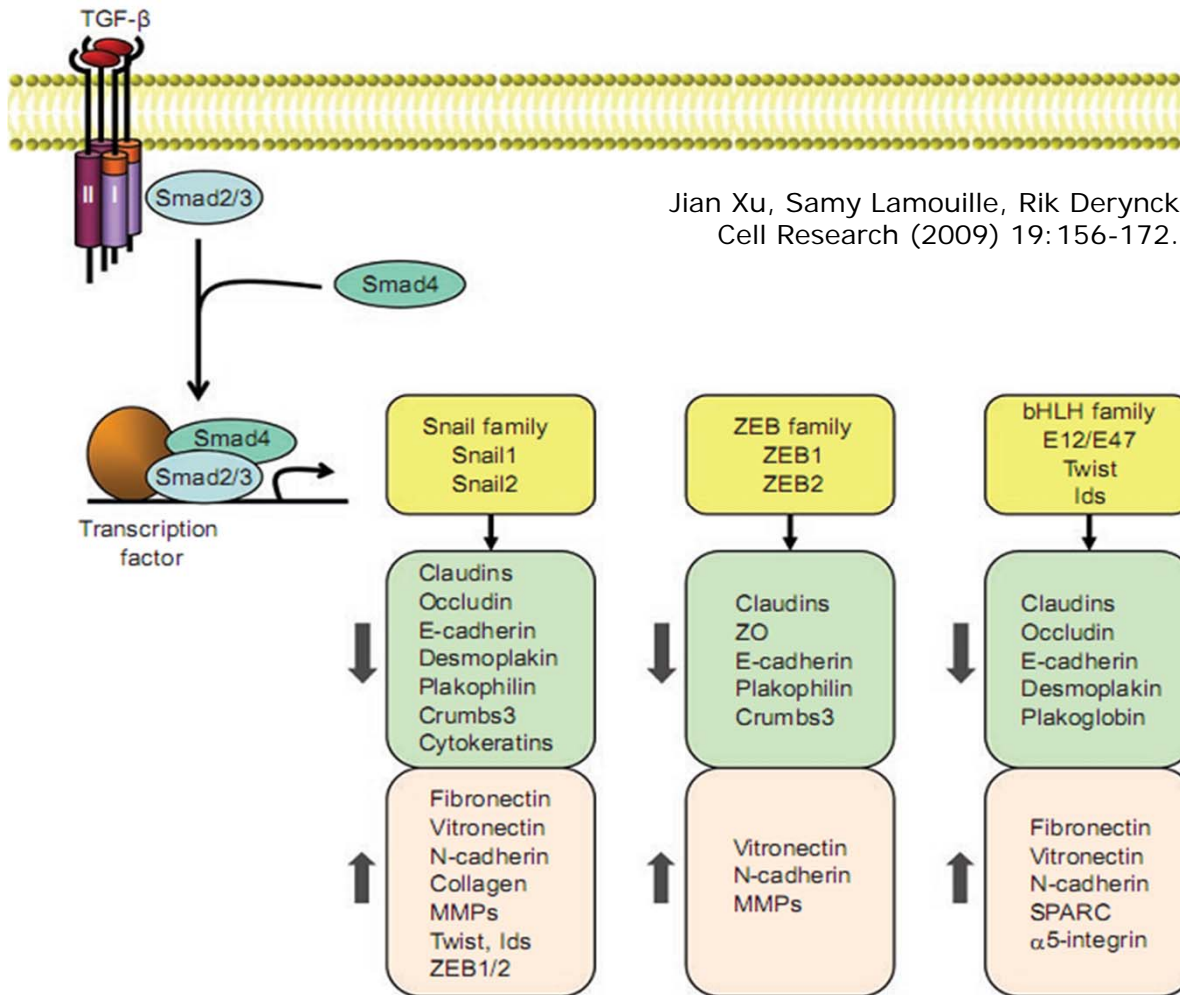 TGF-β
II
I
Smad2/3
Jian Xu, Samy Lamouille, Rik Derynck
Cell Research (2009) 19:156-172.
Smad4
Smad4
Smad2/3
Transcription
factor
Snail family
Snail1
Snail2
Claudins
Occludin
E-cadherin
Desmoplakin
Plakophilin
Crumbs3
Cytokeratins
Fibronectin
Vitronectin
N-cadherin
Collagen
MMPs
Twist, Ids
ZEB1/2
ZEB family
ZEB1
ZEB2
Claudins
ZO
E-cadherin
Plakophilin
Crumbs3
Vitronectin
N-cadherin
MMPs
bHLH family
E12/E47
Twist
Ids
Claudins
Occludin
E-cadherin
Desmoplakin
Plakoglobin
Fibronectin
Vitronectin
N-cadherin
SPARC
α5-integrin